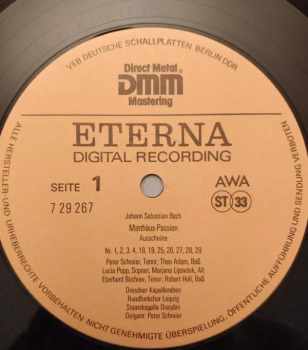 VEB DEUTSCHE SCHALLPLATTEN BERLIN DDR
Direct Metal
DMM
Mastering
ETERNA
DIGITAL RECORDING
SEITE 1
7 29 267
AWA
ST 33
Johann Sebastian Bach
Matthäus-Passion
Ausschnitte
Nr. 1, 2, 3, 4, 18, 19, 25, 26, 27, 28, 29
Peter Schreier, Tenor; Theo Adam, Baß
Lucia Popp, Sopran; Marjana Lipovšek, Alt
Eberhard Büchner, Tenor; Robert Holl, Baß
Dresdner Kapellknaben
Rundfunkchor Leipzig
Staatskapelle Dresden
Dirigent: Peter Schreier
ALLE HERSTELLER- UND URHEBERRECHTE VORBEHALTEN
NICHT GENEHMIGTE ÜBERSPIELUNG, ÖFFENTLICHE AUFFÜHRUNG UND SENDUNG VERBOTEN